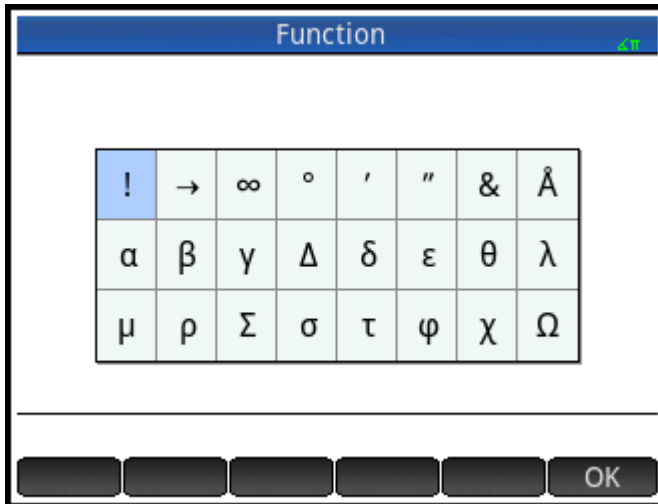 Function
∡π
! → ∞ ° ′ ″ & Å
α β γ Δ δ ε θ λ
μ ρ Σ σ τ φ χ Ω
OK